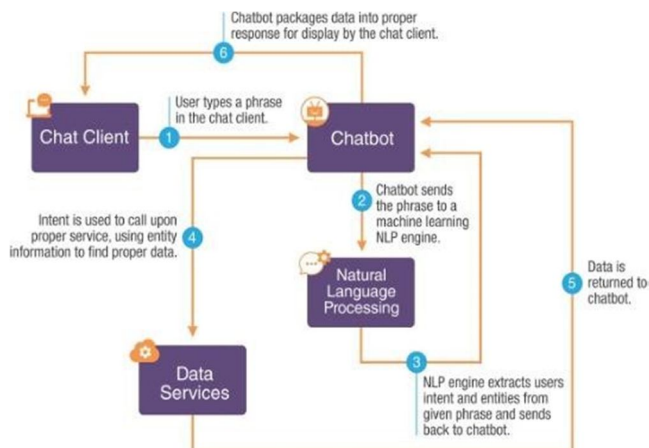 Chatbot packages data into proper
response for display by the chat client.
6
User types a phrase
in the chat client.
Chat Client
1
Chatbot
Chatbot sends
the phrase to a
machine learning
NLP engine.
2
Intent is used to call upon
proper service, using entity
information to find proper data.
4
Natural
Language
Processing
Data is
returned to
chatbot.
5
3
NLP engine extracts users
intent and entities from
given phrase and sends
back to chatbot.
Data
Services